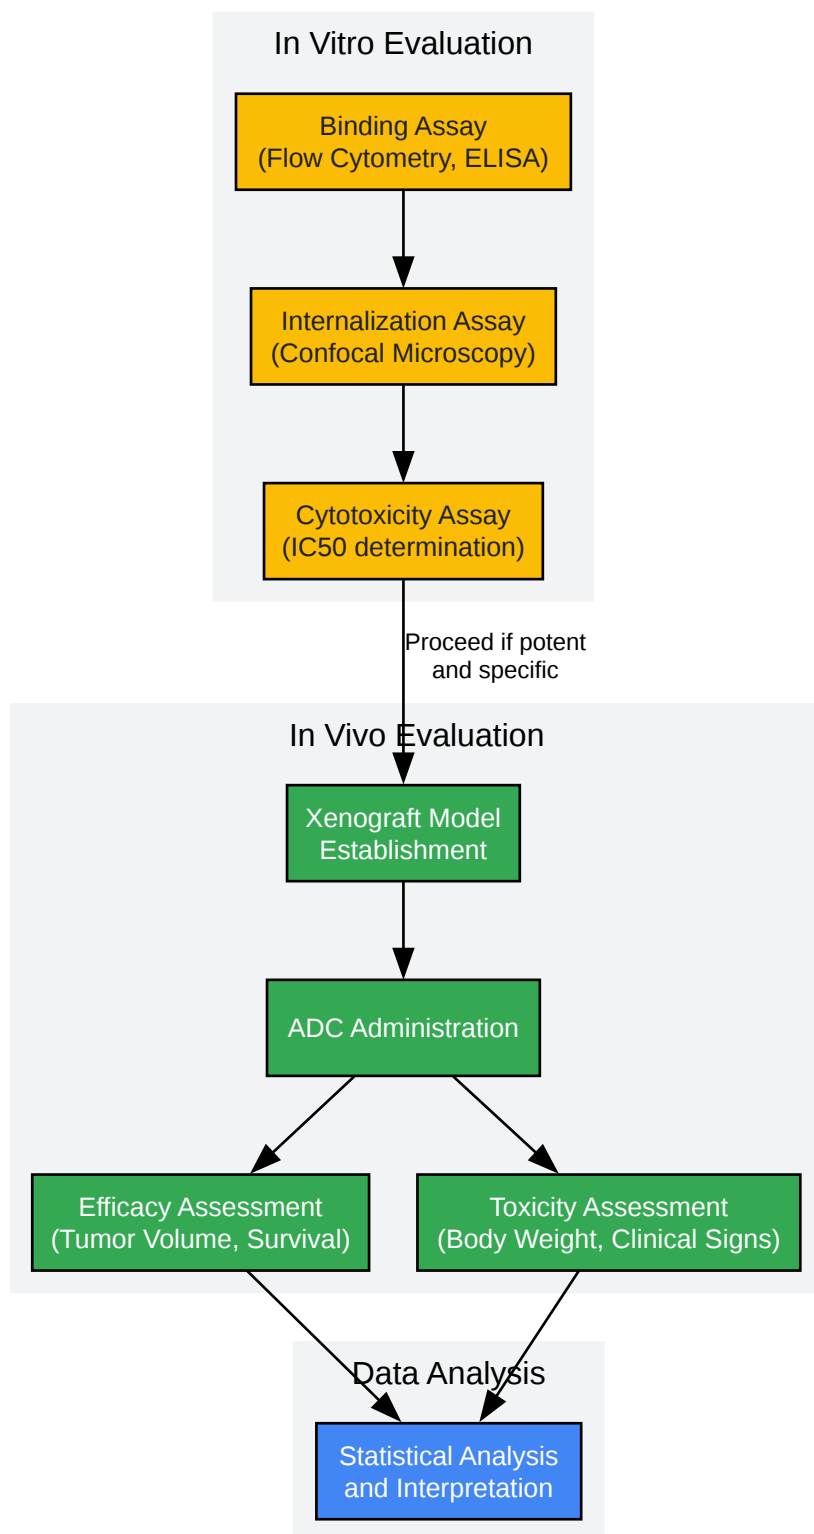 In Vitro Evaluation
Binding Assay
(Flow Cytometry, ELISA)
Internalization Assay
(Confocal Microscopy)
Cytotoxicity Assay
(IC50 determination)
Proceed if potent
and specific
In Vivo Evaluation
Xenograft Model
Establishment
ADC Administration
Efficacy Assessment
(Tumor Volume, Survival)
Toxicity Assessment
(Body Weight, Clinical Signs)
Data Analysis
Statistical Analysis
and Interpretation